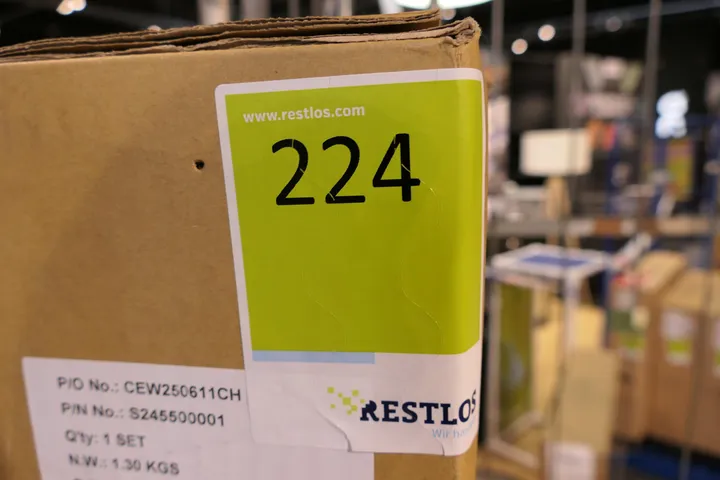 www.restlos.com
224
RESTLOS
P/O No.: CEW250611CH
P/N No.: S245500001
Q'ty: 1 SET
N.W.: 1.30 KGS